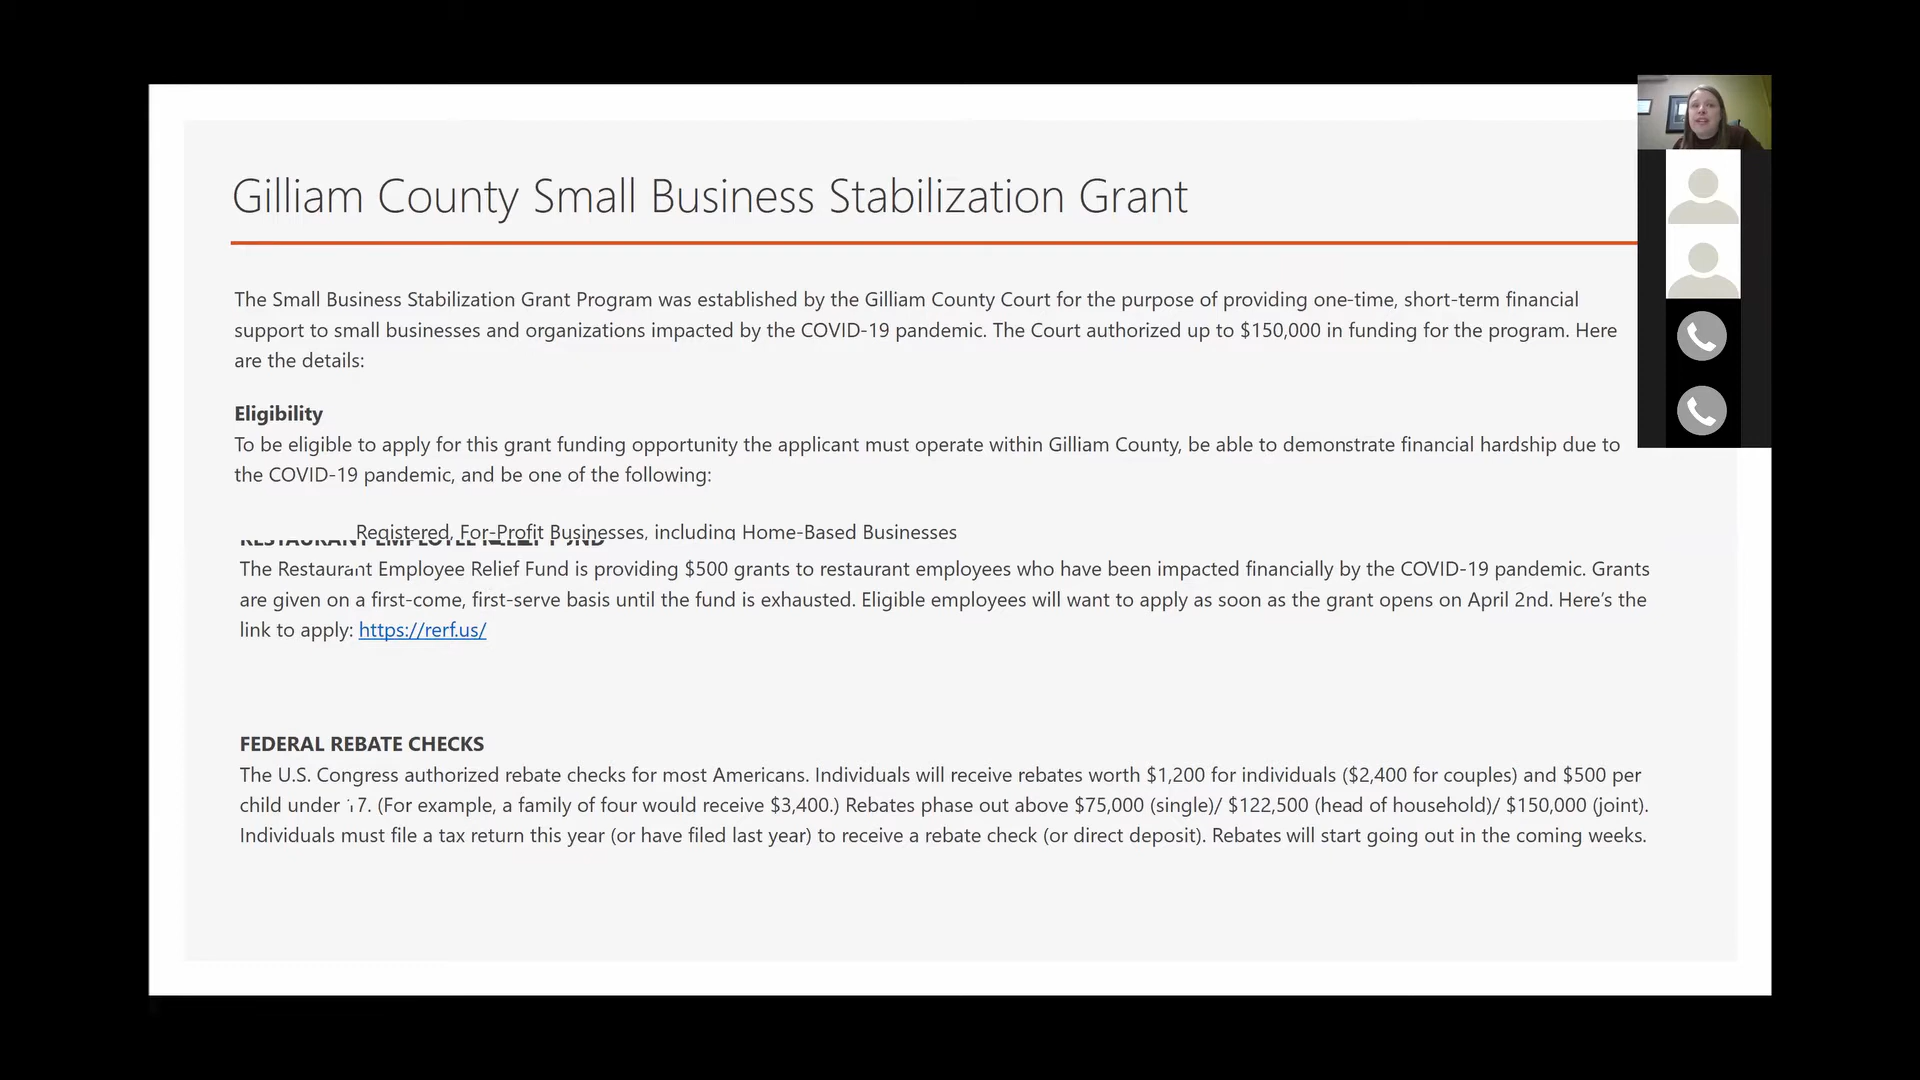 Gilliam County Small Business Stabilization Grant
The Small Business Stabilization Grant Program was established by the Gilliam County Court for the purpose of providing one-time, short-term financial
support to small businesses and organizations impacted by the COVID-19 pandemic. The Court authorized up to $150,000 in funding for the program. Here
are the details:
Eligibility
To be eligible to apply for this grant funding opportunity the applicant must operate within Gilliam County, be able to demonstrate financial hardship due to
the COVID-19 pandemic, and be one of the following:
Registered, For-Profit Businesses, including Home-Based Businesses
RESTAURANT EMPLOYEE RELIEF FUND
The Restaurant Employee Relief Fund is providing $500 grants to restaurant employees who have been impacted financially by the COVID-19 pandemic. Grants
are given on a first-come, first-serve basis until the fund is exhausted. Eligible employees will want to apply as soon as the grant opens on April 2nd. Here's the
link to apply: https://rerf.us/
FEDERAL REBATE CHECKS
The U.S. Congress authorized rebate checks for most Americans. Individuals will receive rebates worth $1,200 for individuals ($2,400 for couples) and $500 per
child under 17. (For example, a family of four would receive $3,400.) Rebates phase out above $75,000 (single)/ $122,500 (head of household)/ $150,000 (joint).
Individuals must file a tax return this year (or have filed last year) to receive a rebate check (or direct deposit). Rebates will start going out in the coming weeks.